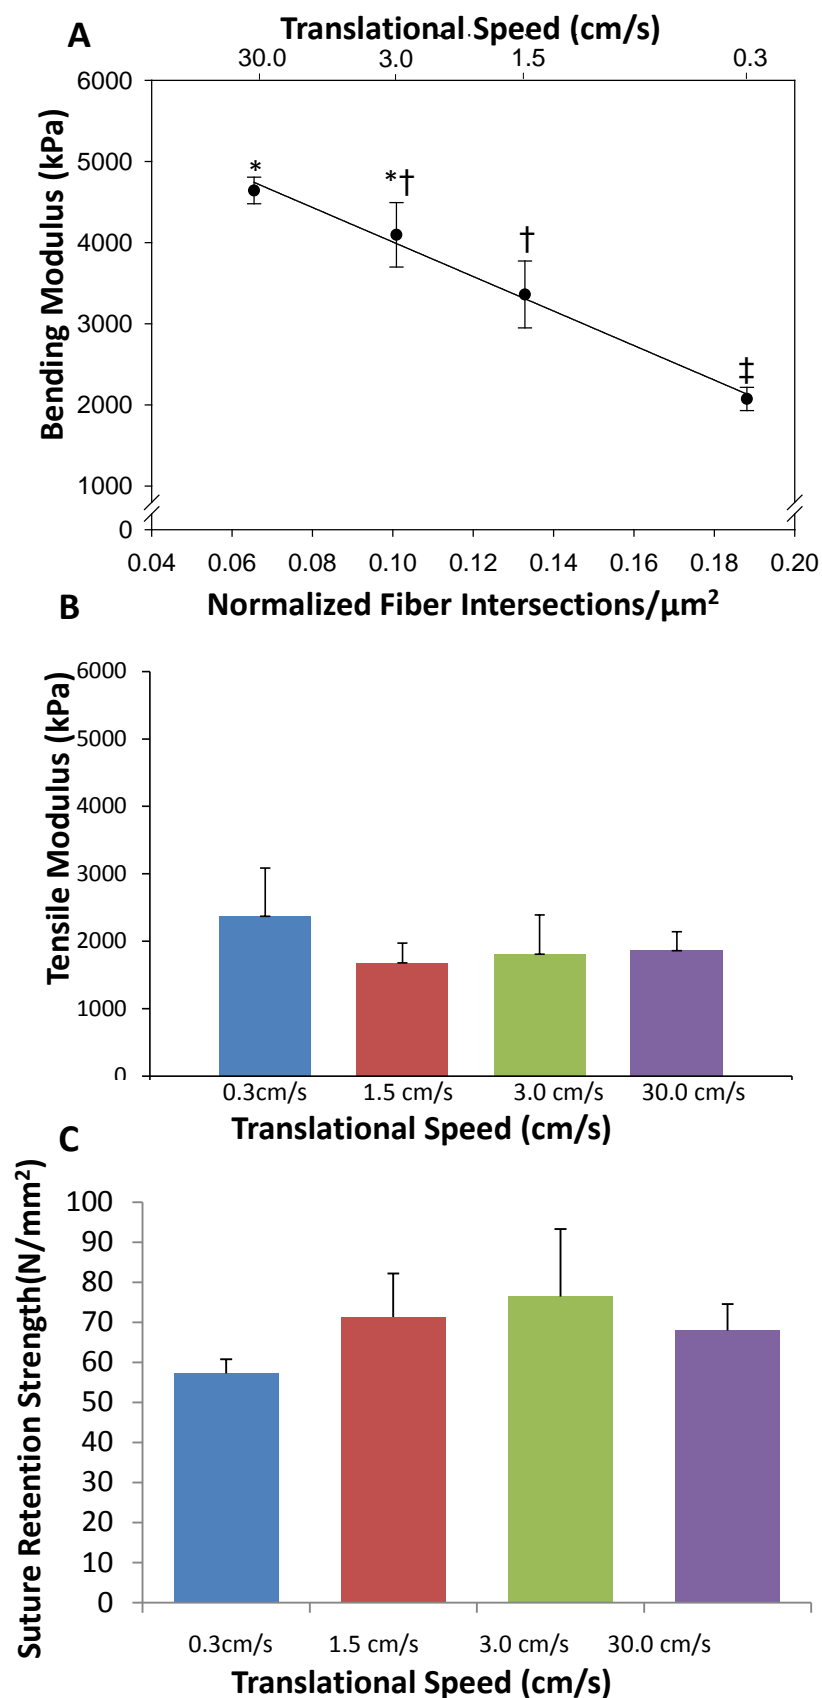 A
Translational Speed (cm/s)
30.0 3.0 1.5 0.3
Bending Modulus (kPa)
6000
5000
4000
3000
2000
1000
0
*
*†
†
‡
0.04 0.06 0.08 0.10 0.12 0.14 0.16 0.18 0.20
Normalized Fiber Intersections/µm²
B
Tensile Modulus (kPa)
6000
5000
4000
3000
2000
1000
0
0.3cm/s 1.5 cm/s 3.0 cm/s 30.0 cm/s
Translational Speed (cm/s)
C
Suture Retention Strength(N/mm²)
100
90
80
70
60
50
40
30
20
10
0
0.3cm/s 1.5 cm/s 3.0 cm/s 30.0 cm/s
Translational Speed (cm/s)